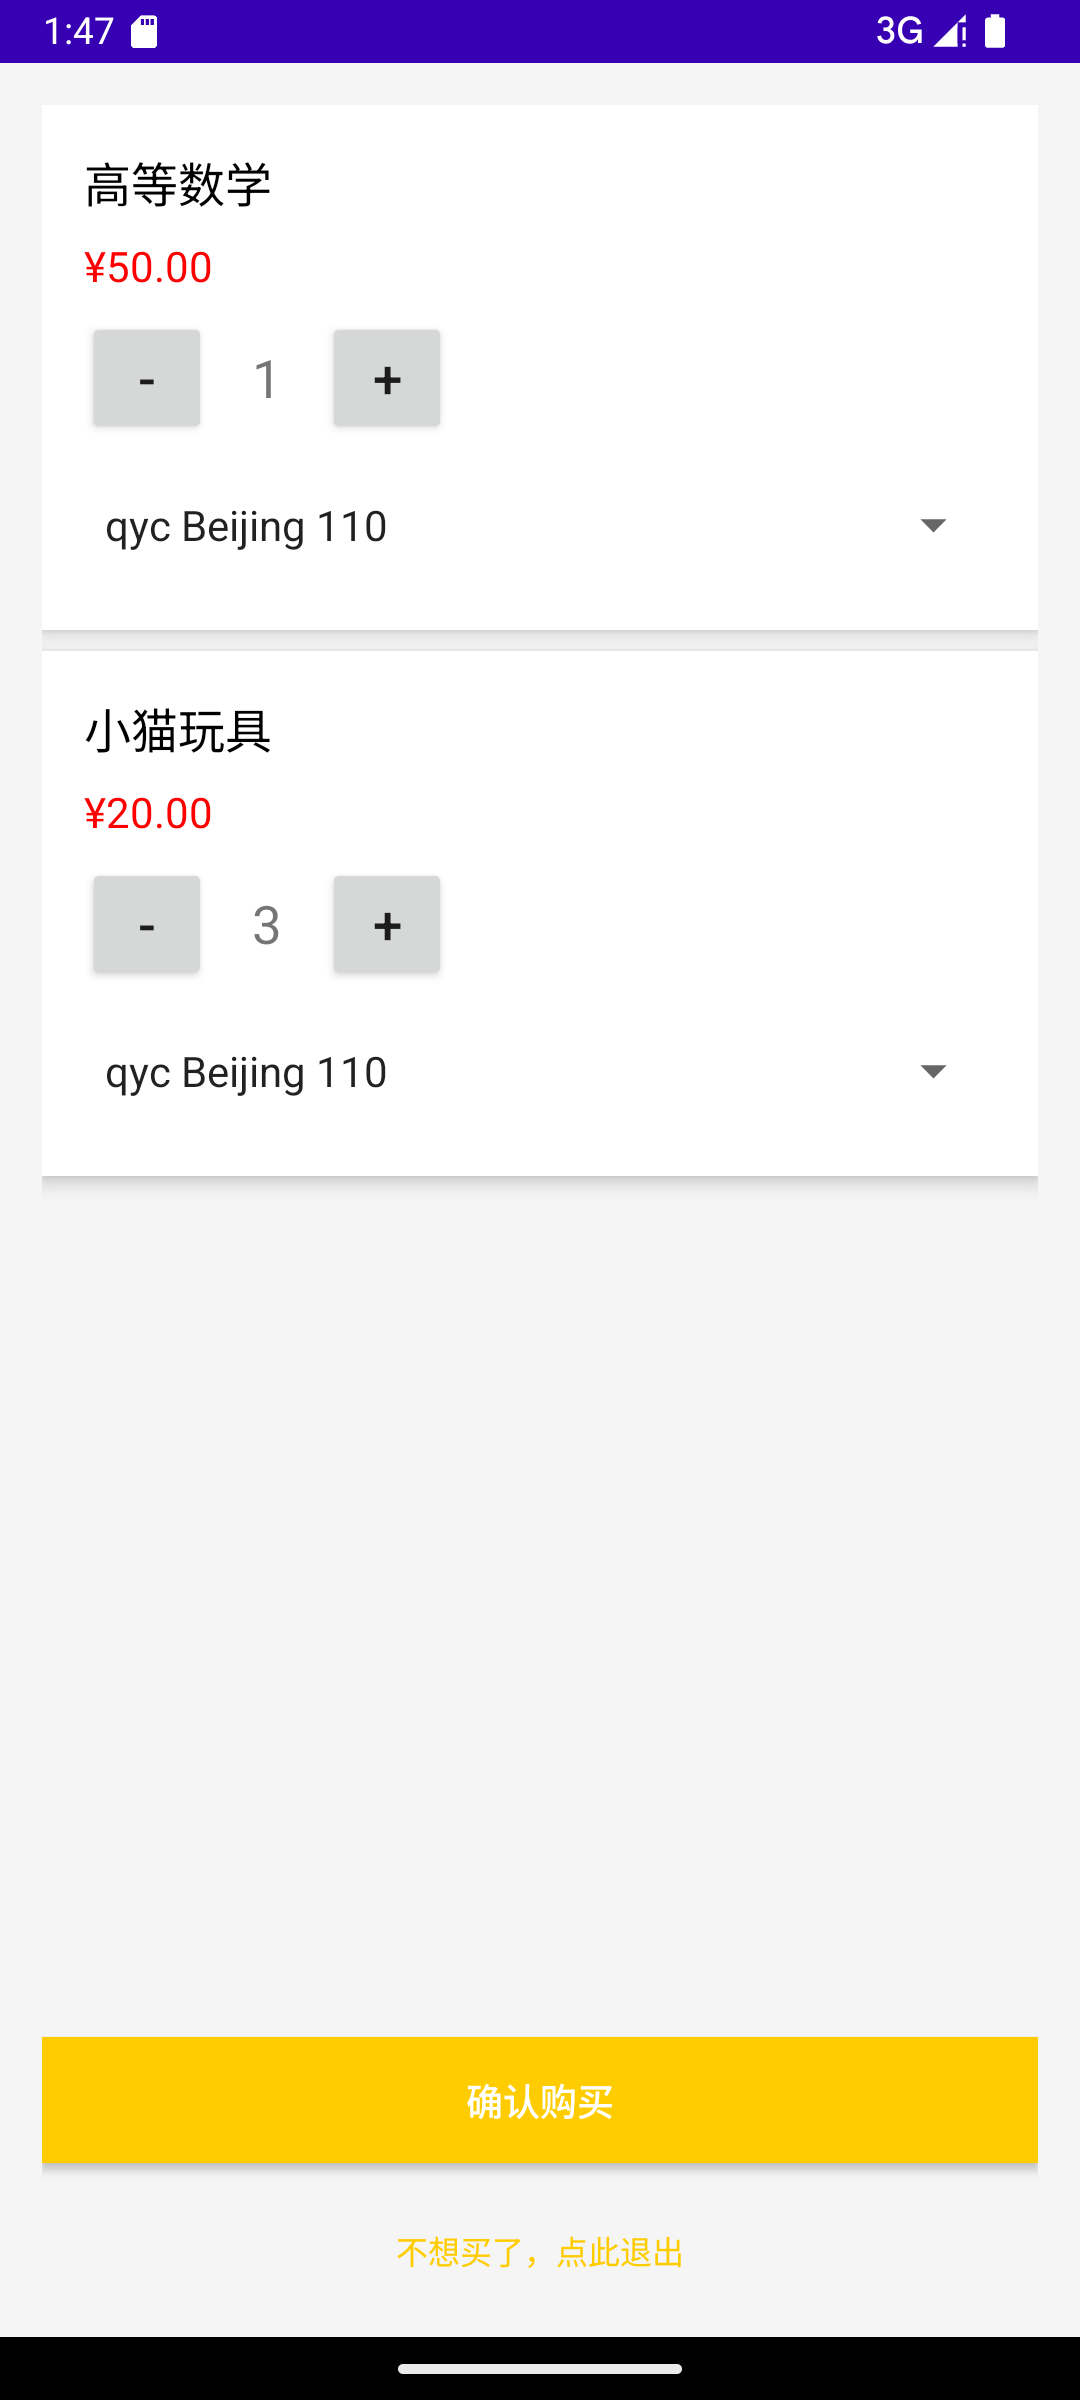 1:47 3G
高等数学
¥50.00
- 1 +
qyc Beijing 110
小猫玩具
¥20.00
- 3 +
qyc Beijing 110
确认购买
不想买了，点此退出